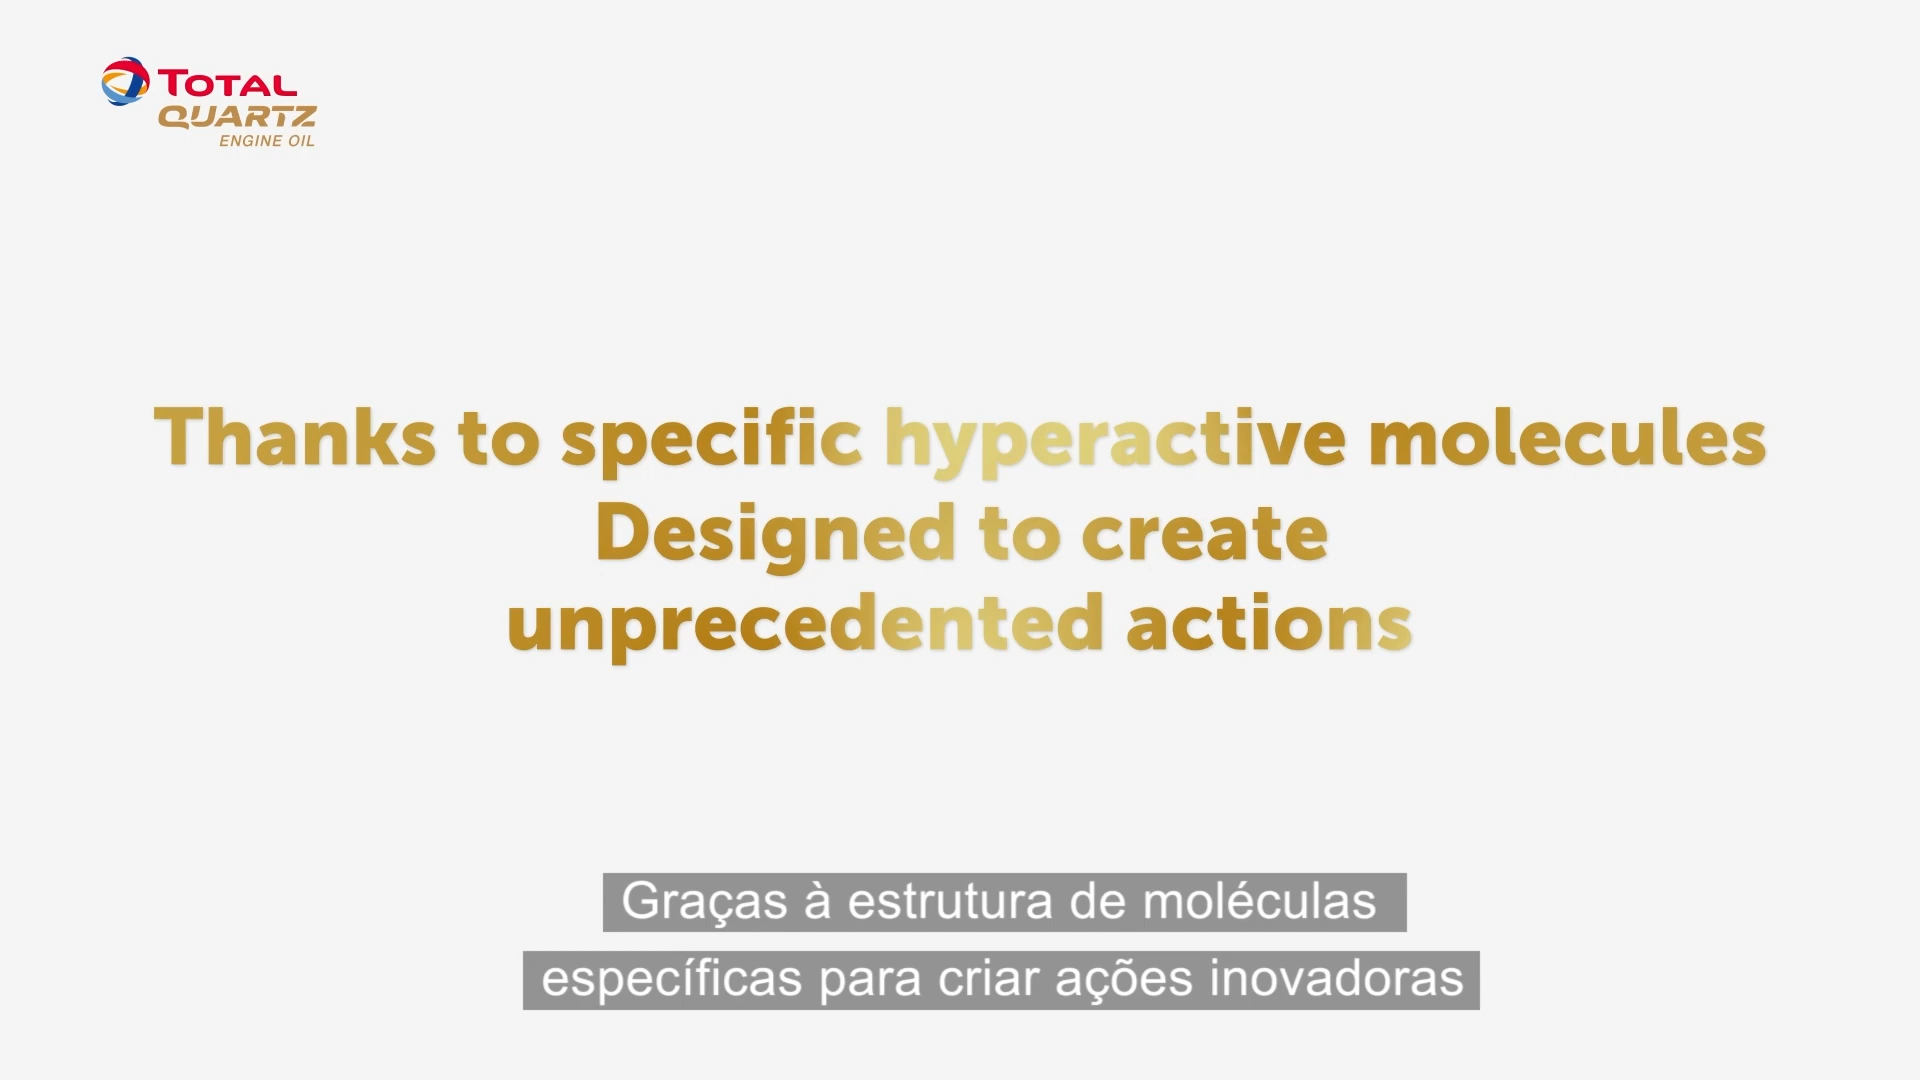 TOTAL
QUARTZ
ENGINE OIL
Thanks to specific hyperactive molecules
Designed to create
unprecedented actions
Graças à estrutura de moléculas
específicas para criar ações inovadoras